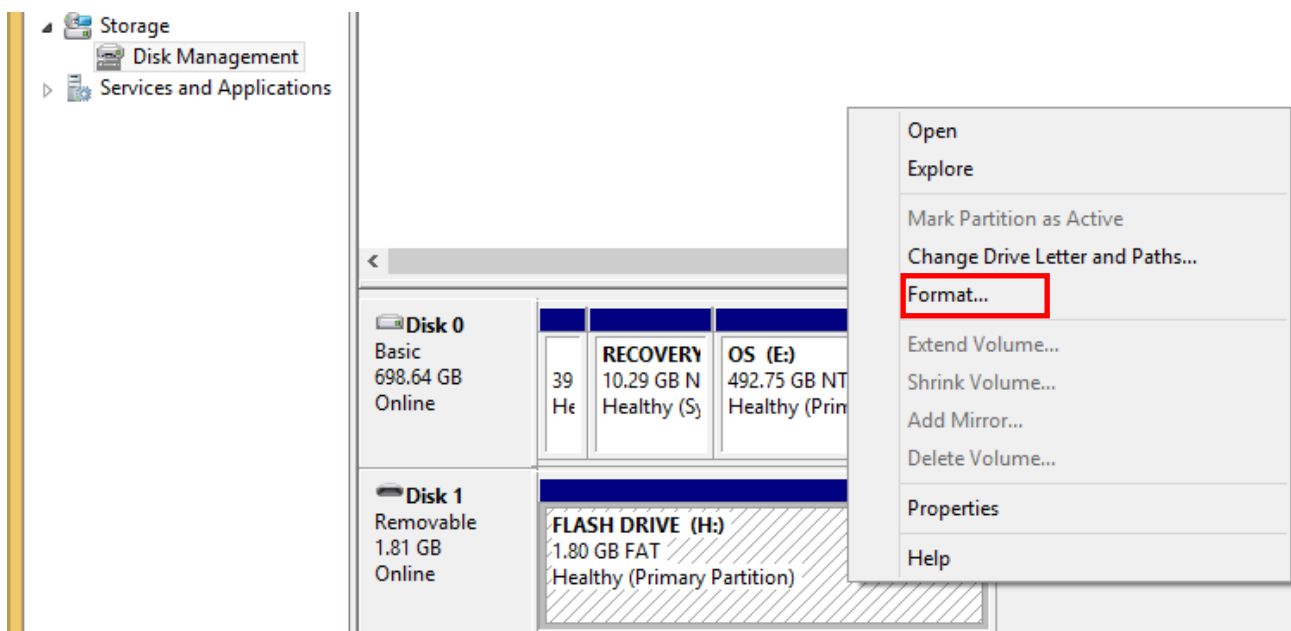 Storage
Disk Management
Services and Applications
Open
Explore
Mark Partition as Active
Change Drive Letter and Paths...
Format...
Extend Volume...
Shrink Volume...
Add Mirror...
Delete Volume...
Properties
Help
Disk 0
Basic
698.64 GB
Online
39
He
RECOVERY
10.29 GB N
Healthy (Sy
OS (E:)
492.75 GB NT
Healthy (Prim
Disk 1
Removable
1.81 GB
Online
FLASH DRIVE (H:)
1.80 GB FAT
Healthy (Primary Partition)